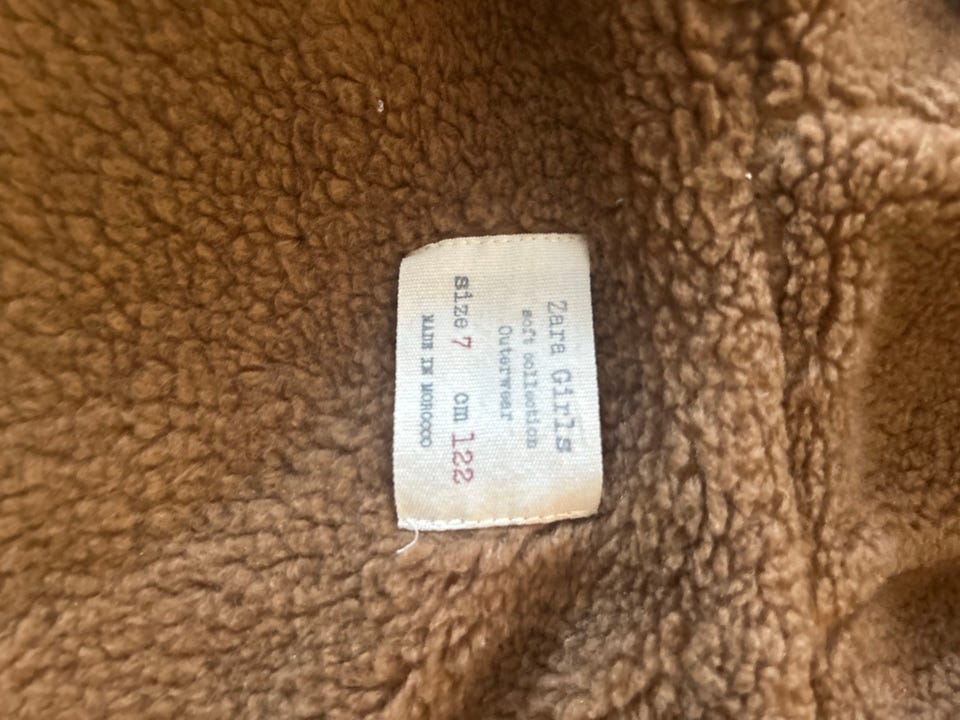 Zara Girls
soft collection
Outerwear
size 7 cm 122
MADE IN MOROCCO